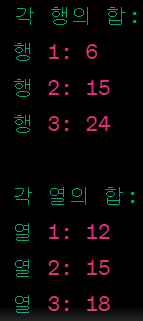 각 행의 합:
행 1: 6
행 2: 15
행 3: 24
각 열의 합:
열 1: 12
열 2: 15
열 3: 18